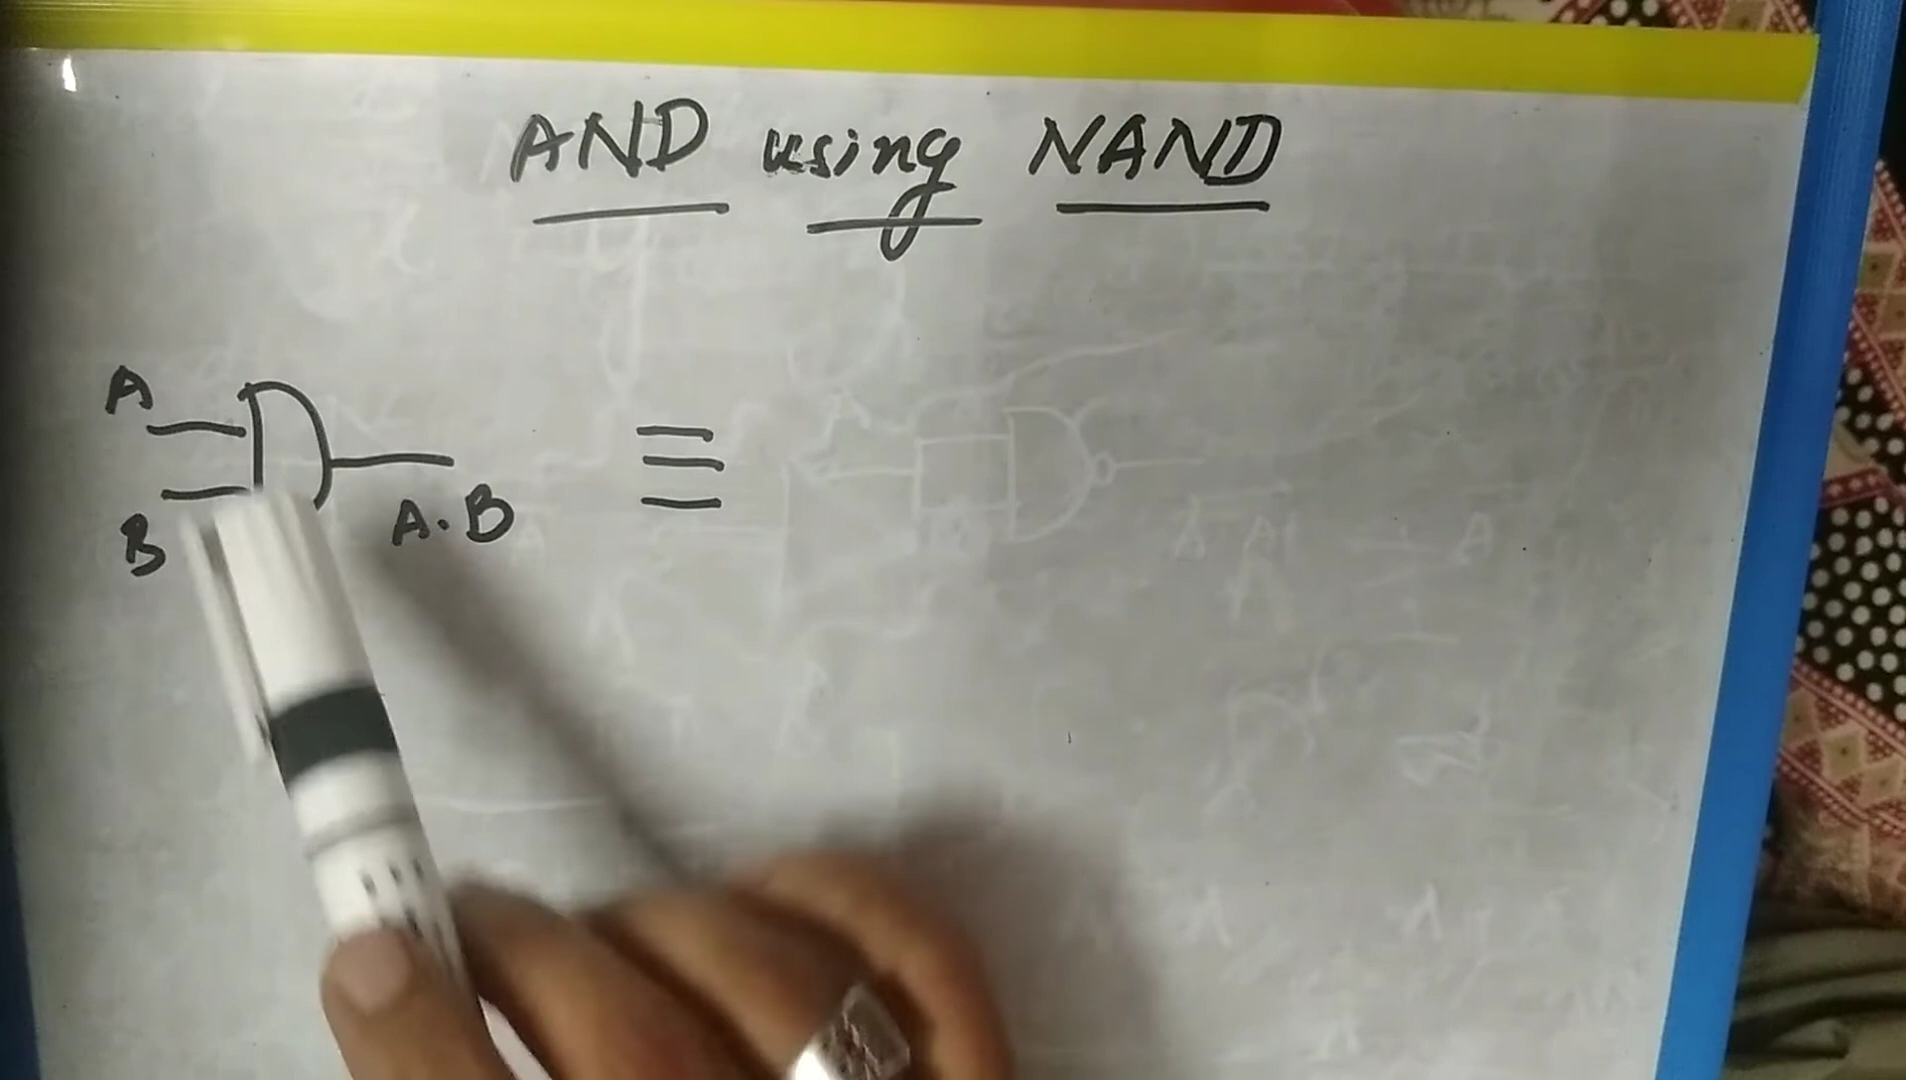 AND using NAND
A
B
A.B
≡